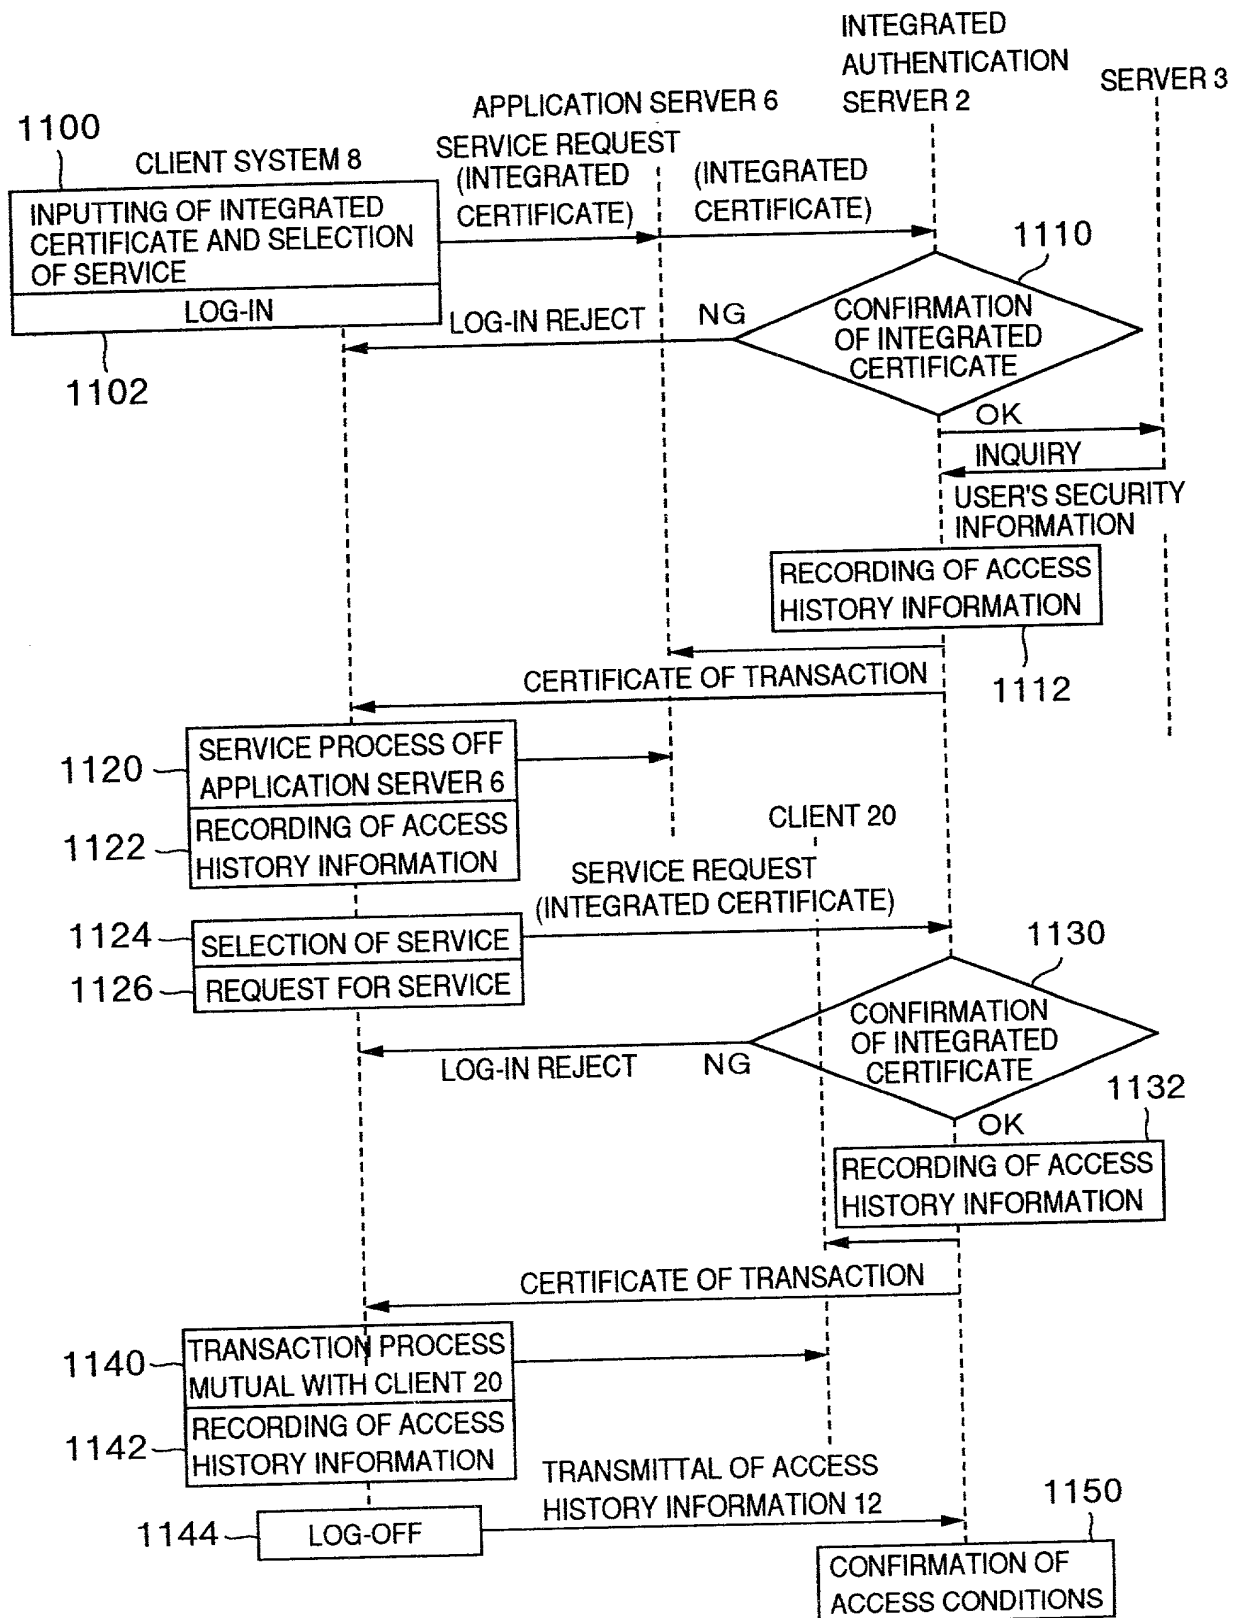 INTEGRATED
AUTHENTICATION
SERVER 2
SERVER 3
APPLICATION SERVER 6
1100
CLIENT SYSTEM 8
SERVICE REQUEST
(INTEGRATED
CERTIFICATE)
(INTEGRATED
CERTIFICATE)
INPUTTING OF INTEGRATED
CERTIFICATE AND SELECTION
OF SERVICE
LOG-IN
1102
1110
CONFIRMATION
OF INTEGRATED
CERTIFICATE
LOG-IN REJECT
NG
OK
INQUIRY
USER'S SECURITY
INFORMATION
RECORDING OF ACCESS
HISTORY INFORMATION
1112
CERTIFICATE OF TRANSACTION
1120
SERVICE PROCESS OFF
APPLICATION SERVER 6
1122
RECORDING OF ACCESS
HISTORY INFORMATION
CLIENT 20
SERVICE REQUEST
(INTEGRATED CERTIFICATE)
1124
SELECTION OF SERVICE
1126
REQUEST FOR SERVICE
1130
CONFIRMATION
OF INTEGRATED
CERTIFICATE
LOG-IN REJECT
NG
OK
1132
RECORDING OF ACCESS
HISTORY INFORMATION
CERTIFICATE OF TRANSACTION
1140
TRANSACTION PROCESS
MUTUAL WITH CLIENT 20
1142
RECORDING OF ACCESS
HISTORY INFORMATION
TRANSMITTAL OF ACCESS
HISTORY INFORMATION 12
1144
LOG-OFF
1150
CONFIRMATION OF
ACCESS CONDITIONS